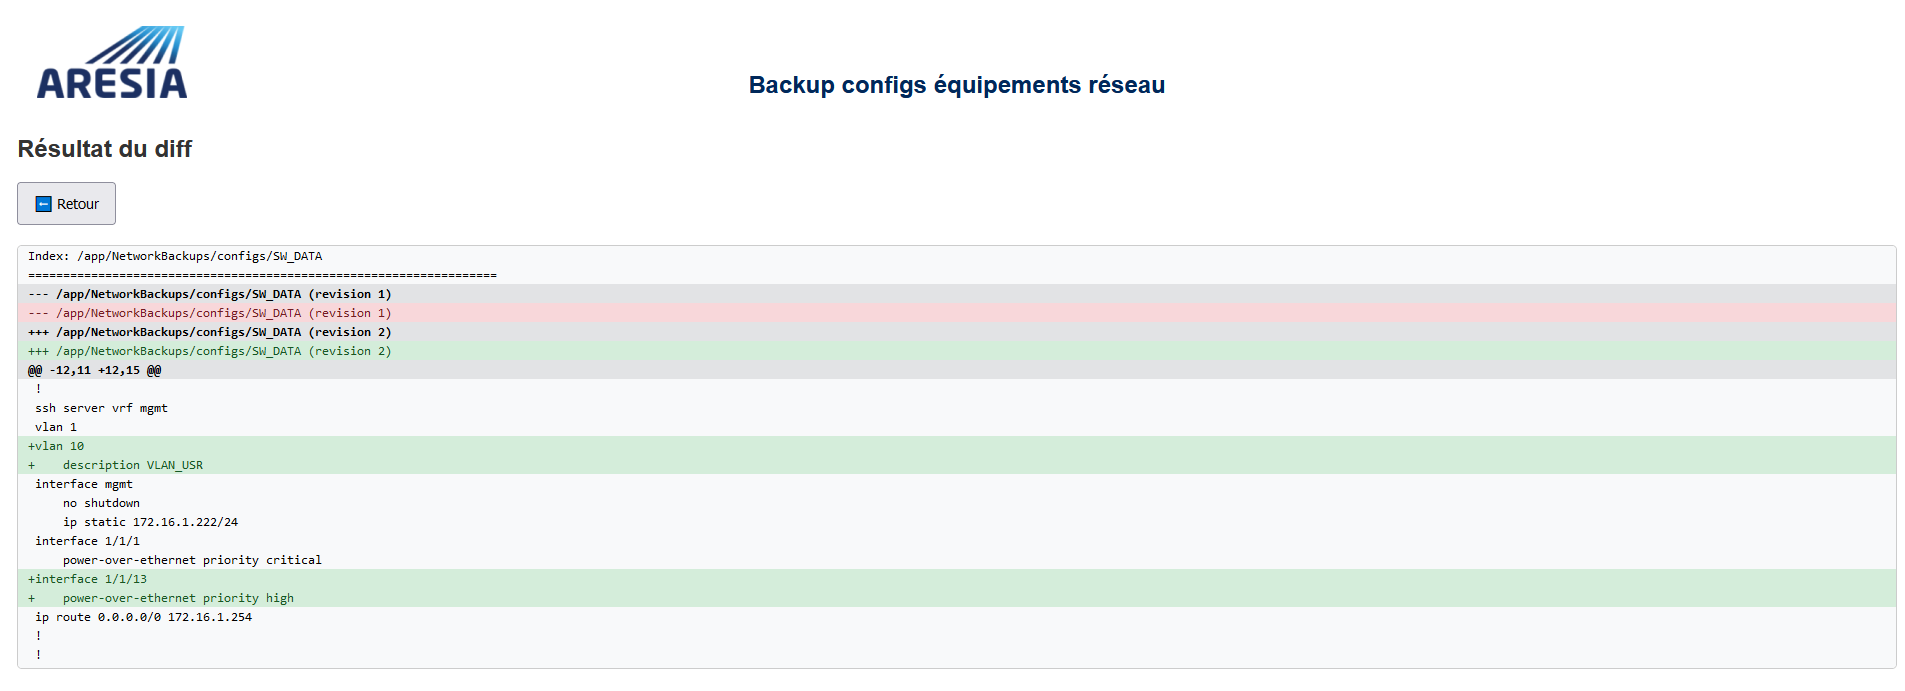 ARESIA
Backup configs équipements réseau
Résultat du diff
Retour
Index: /app/NetworkBackups/configs/SW_DATA
===================================================================
--- /app/NetworkBackups/configs/SW_DATA (revision 1)
--- /app/NetworkBackups/configs/SW_DATA (revision 1)
+++ /app/NetworkBackups/configs/SW_DATA (revision 2)
+++ /app/NetworkBackups/configs/SW_DATA (revision 2)
@@ -12,11 +12,15 @@
 !
 ssh server vrf mgmt
 vlan 1
+vlan 10
+    description VLAN_USR
 interface mgmt
     no shutdown
     ip static 172.16.1.222/24
 interface 1/1/1
     power-over-ethernet priority critical
+interface 1/1/13
+    power-over-ethernet priority high
 ip route 0.0.0.0/0 172.16.1.254
 !
 !